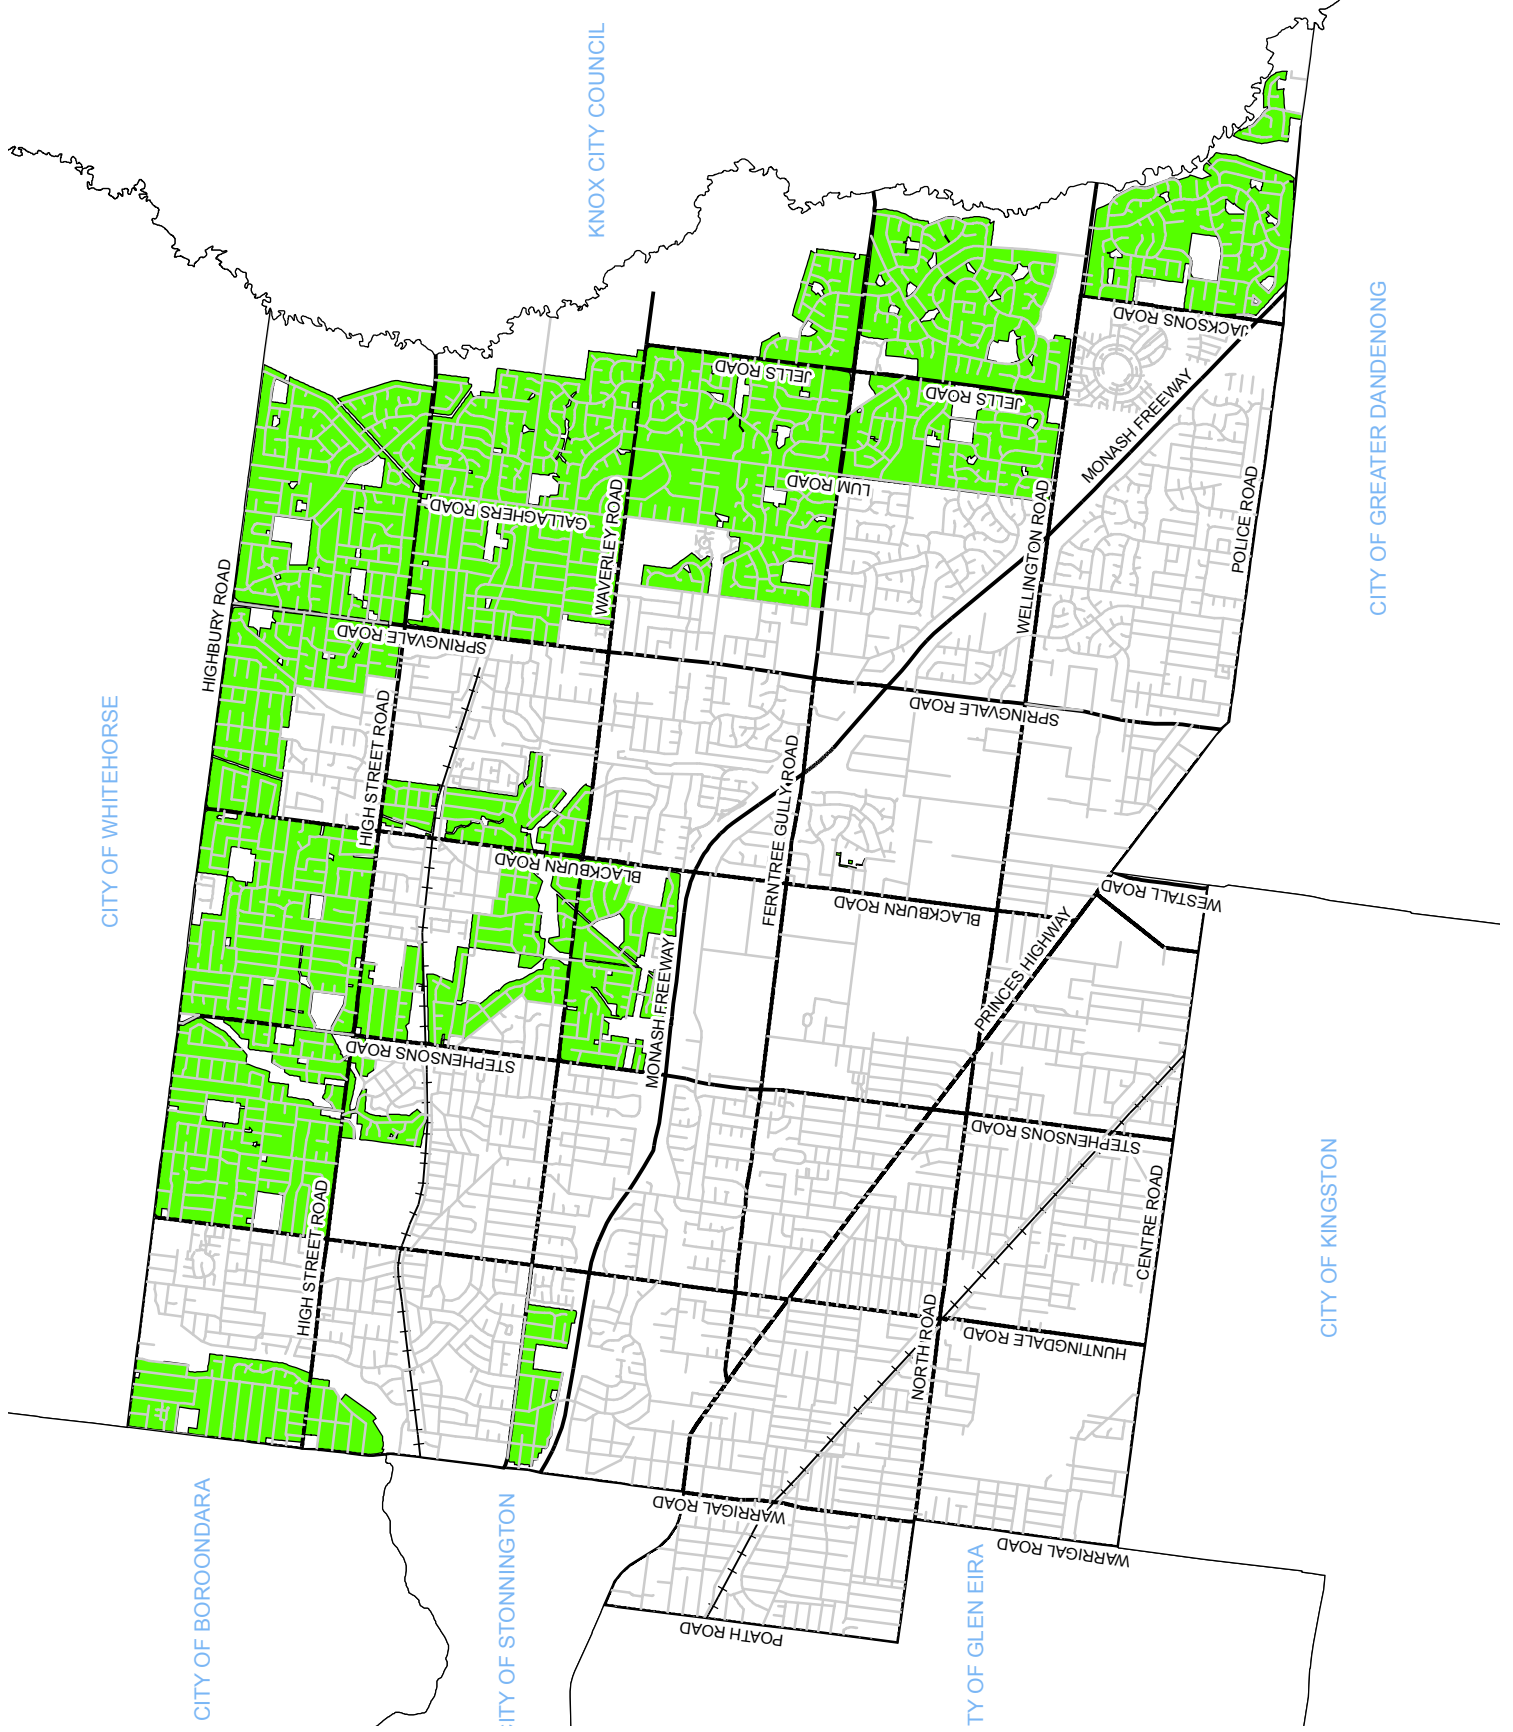 KNOX CITY COUNCIL
CITY OF GREATER DANDENONG
JACKSONS ROAD
JELLS ROAD
JELLS ROAD
MONASH FREEWAY
LUM ROAD
GALLAGHERS ROAD
WAVERLEY ROAD
WELLINGTON ROAD
POLICE ROAD
HIGHBURY ROAD
SPRINGVALE ROAD
SPRINGVALE ROAD
CITY OF WHITEHORSE
HIGH STREET ROAD
FERNTREE GULLY ROAD
BLACKBURN ROAD
BLACKBURN ROAD
WESTALL ROAD
MONASH FREEWAY
PRINCES HIGHWAY
STEPHENSONS ROAD
STEPHENSONS ROAD
HIGH STREET ROAD
CENTRE ROAD
CITY OF KINGSTON
NORTH ROAD
HUNTINGDALE ROAD
WARRIGAL ROAD
WARRIGAL ROAD
POATH ROAD
CITY OF BOROONDARA
CITY OF STONNINGTON
TY OF GLEN EIRA